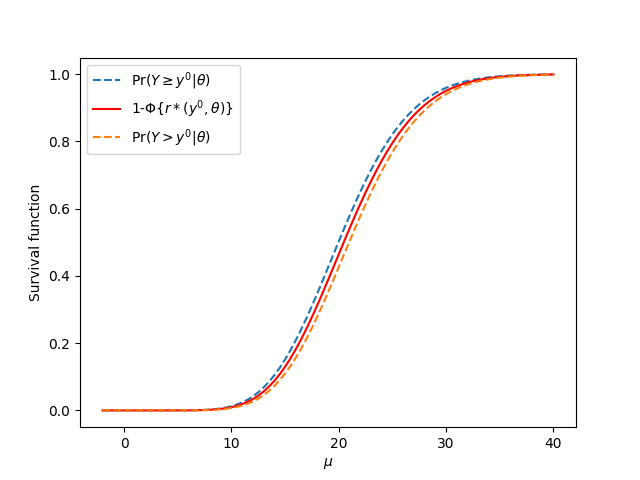 Pr(Y ≥ y⁰|θ)
1-Φ{r*(y⁰, θ)}
Pr(Y > y⁰|θ)
Survival function
1.0
0.8
0.6
0.4
0.2
0.0
0 10 20 30 40
μ